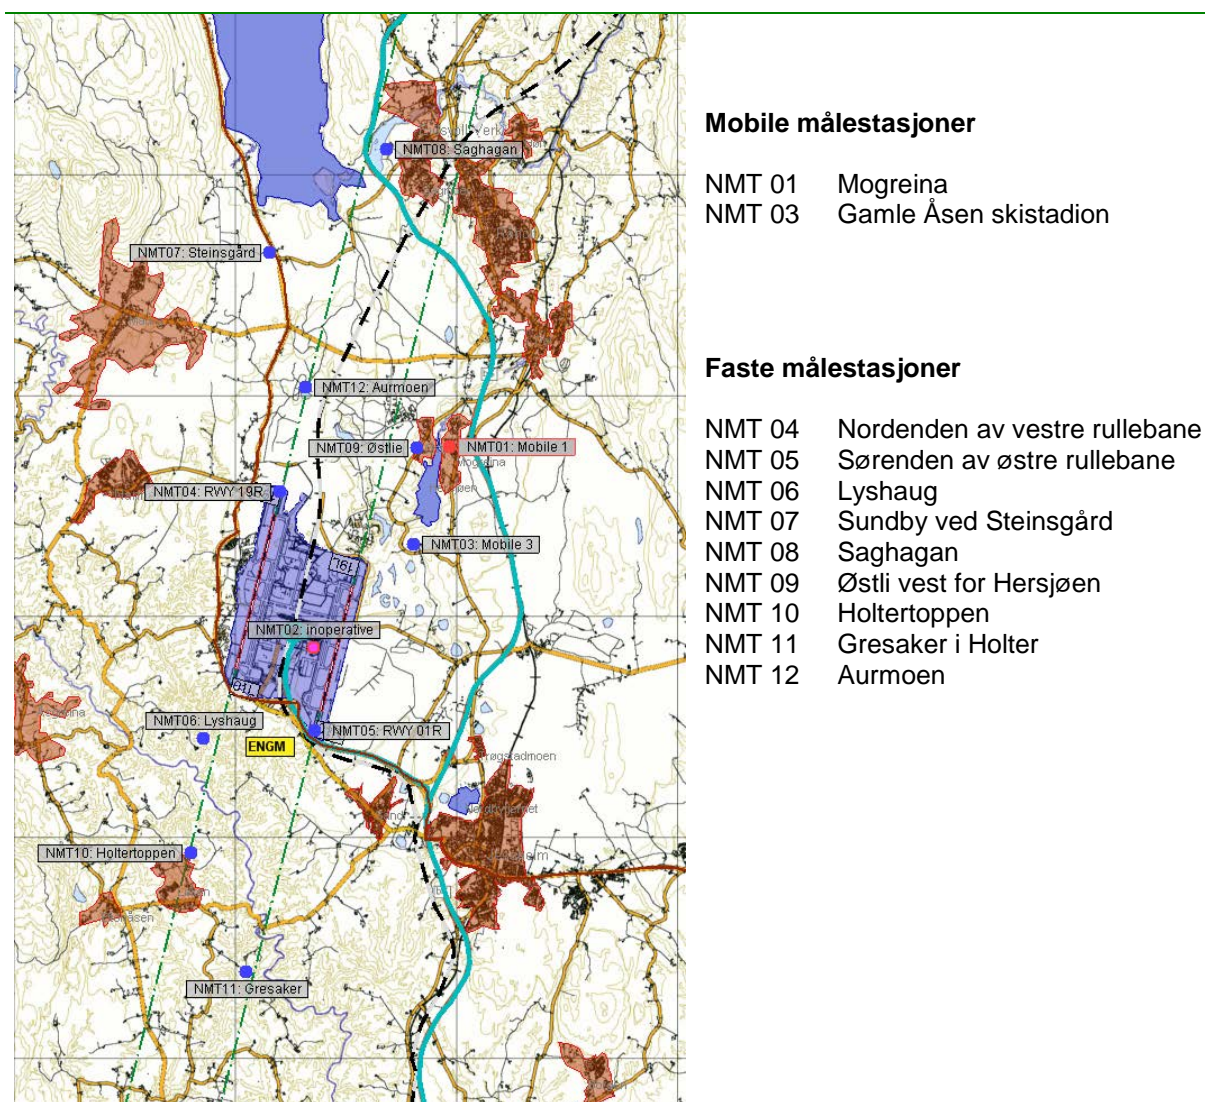 NMT08: Saghagan
NMT07: Steinsgård
NMT12: Aurmoen
NMT09: Østlie
NMT01: Mobile 1
Mogreina
NMT04: RWY 19R
NMT03: Mobile 3
19L
NMT02: inoperative
NMT06: Lyshaug
NMT05: RWY 01R
ENGM
NMT10: Holtertoppen
NMT11: Gresaker
Mobile målestasjoner
NMT 01 Mogreina
NMT 03 Gamle Åsen skistadion
Faste målestasjoner
NMT 04 Nordenden av vestre rullebane
NMT 05 Sørenden av østre rullebane
NMT 06 Lyshaug
NMT 07 Sundby ved Steinsgård
NMT 08 Saghagan
NMT 09 Østli vest for Hersjøen
NMT 10 Holtertoppen
NMT 11 Gresaker i Holter
NMT 12 Aurmoen